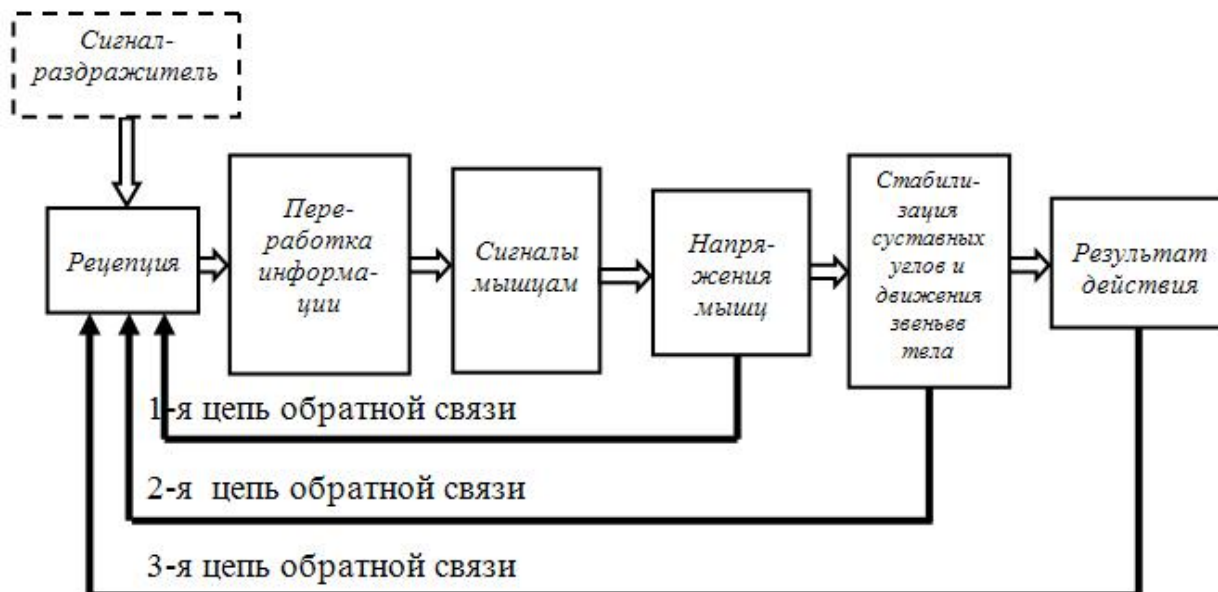 Сигнал-
раздражитель
Рецепция
Пере-
работка
информа-
ции
Сигналы
мышцам
Напря-
жения
мышц
Стабили-
зация
суставных
углов и
движения
звеньев
тела
Результат
действия
1-я цепь обратной связи
2-я цепь обратной связи
3-я цепь обратной связи